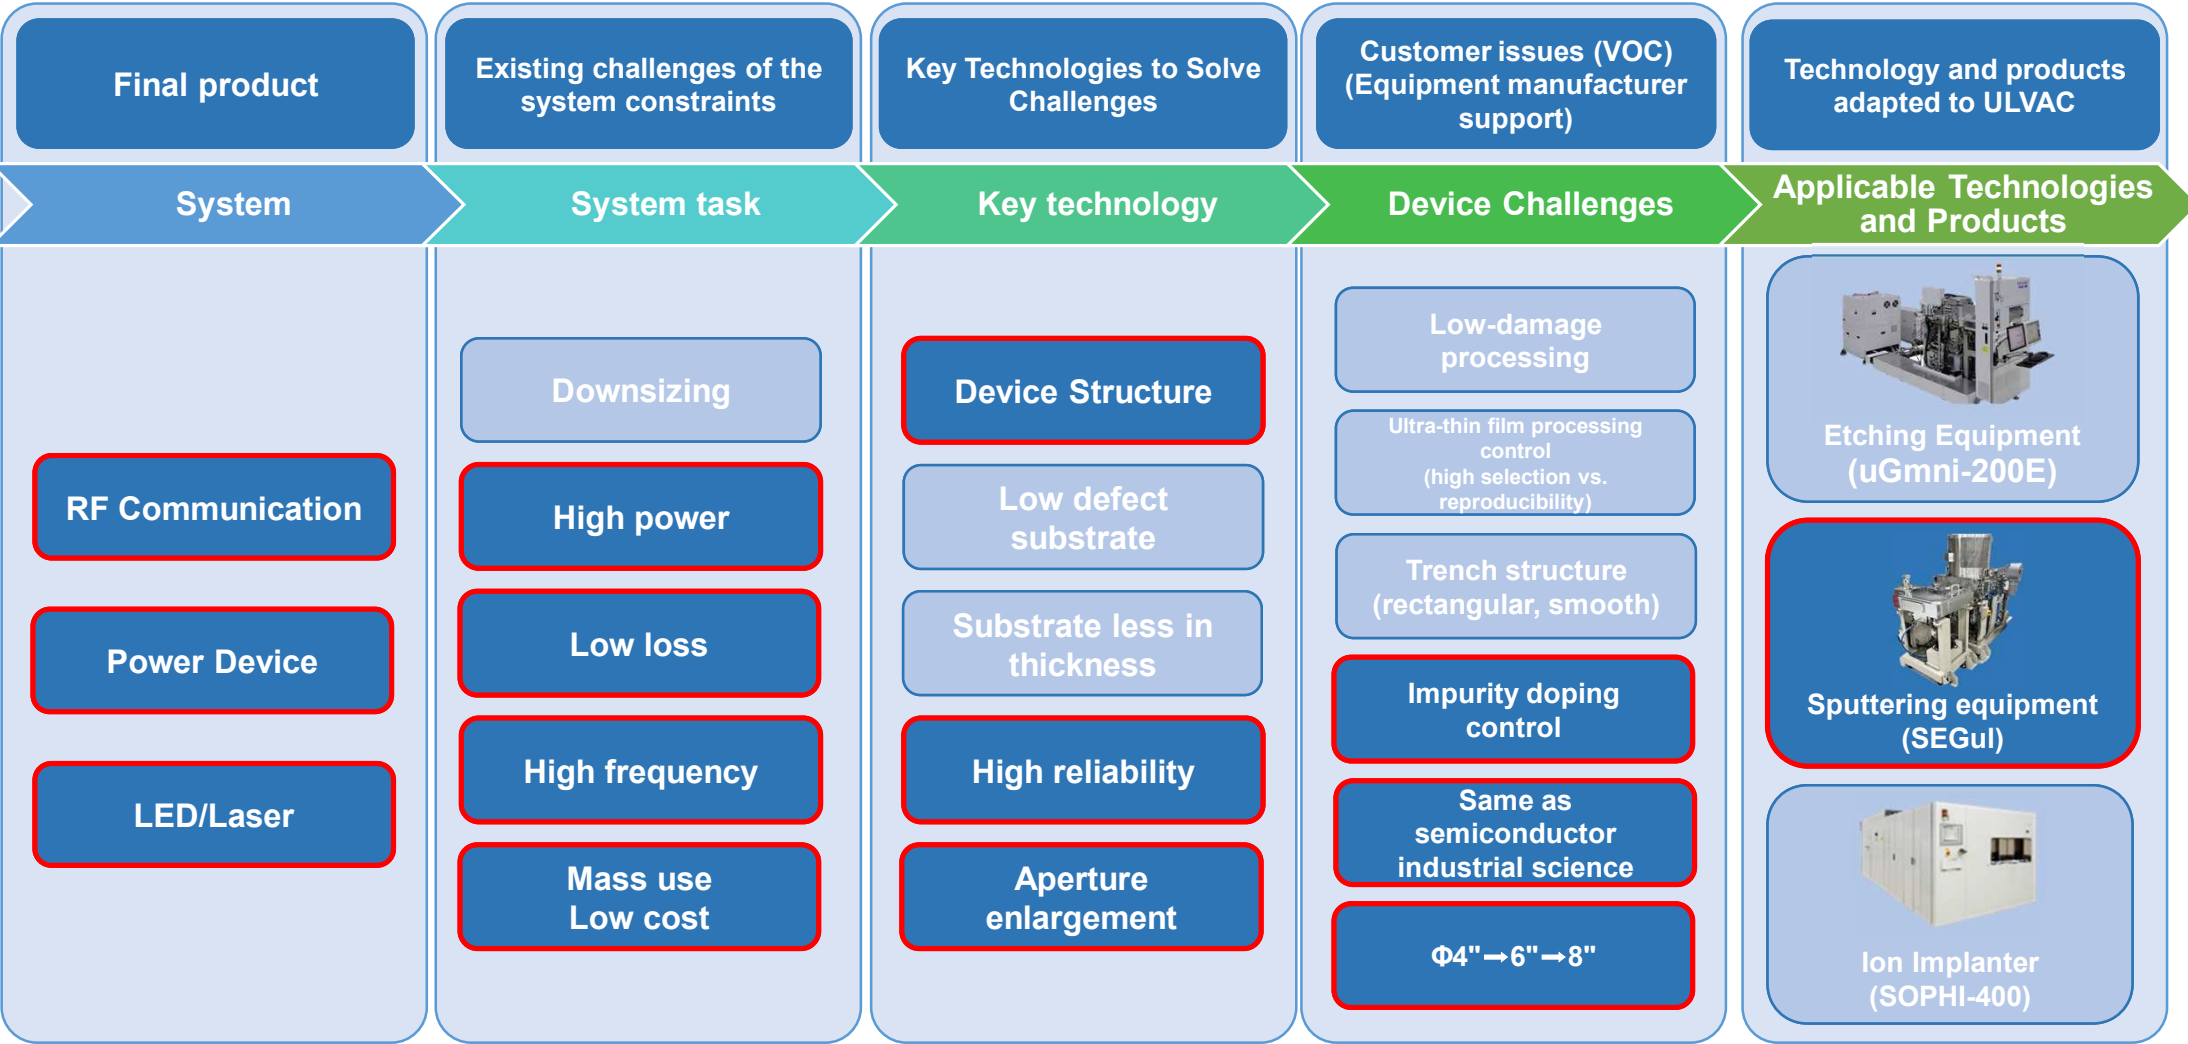 Final product
Existing challenges of the
system constraints
Key Technologies to Solve
Challenges
Customer issues (VOC)
(Equipment manufacturer
support)
Technology and products
adapted to ULVAC
System
System task
Key technology
Device Challenges
Applicable Technologies
and Products
RF Communication
Power Device
LED/Laser
Downsizing
High power
Low loss
High frequency
Mass use
Low cost
Device Structure
Low defect
substrate
Substrate less in
thickness
High reliability
Aperture
enlargement
Low-damage
processing
Ultra-thin film processing
control
(high selection vs.
reproducibility)
Trench structure
(rectangular, smooth)
Impurity doping
control
Same as
semiconductor
industrial science
Φ4"→6"→8"
Etching Equipment
(uGmni-200E)
Sputtering equipment
(SEGul)
Ion Implanter
(SOPHI-400)